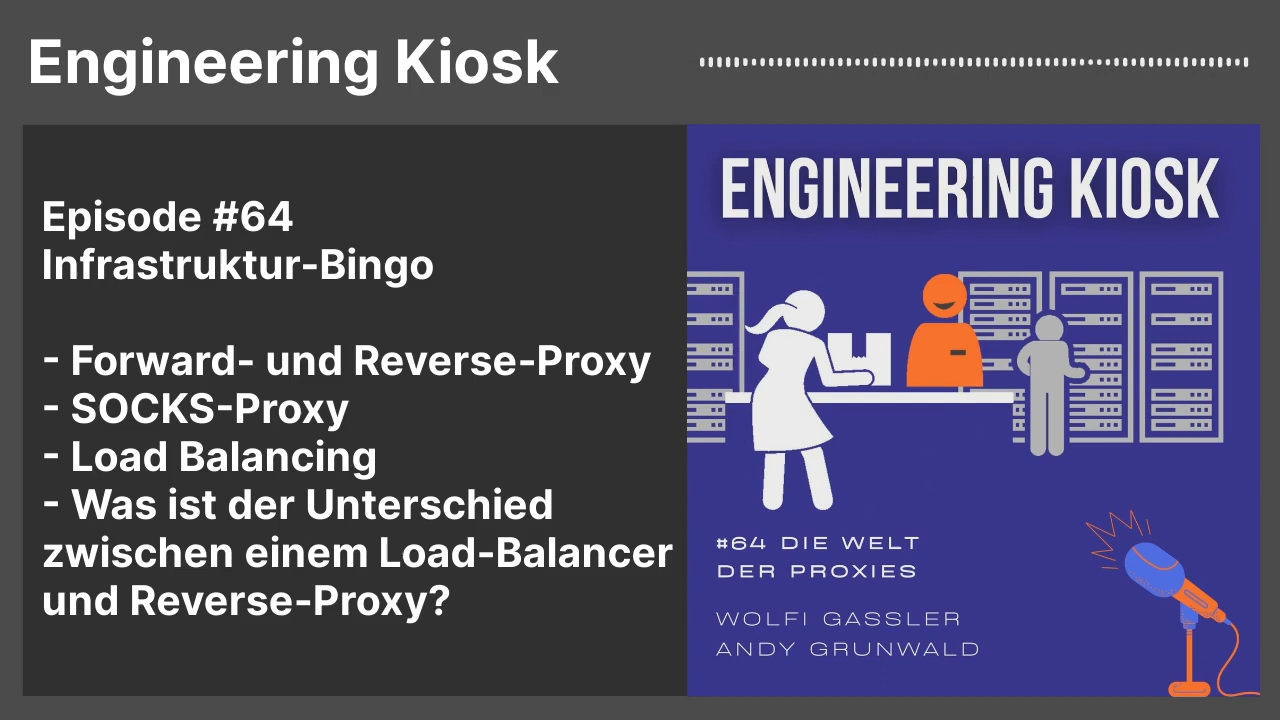 Engineering Kiosk
Episode #64
Infrastruktur-Bingo
- Forward- und Reverse-Proxy
- SOCKS-Proxy
- Load Balancing
- Was ist der Unterschied
zwischen einem Load-Balancer
und Reverse-Proxy?
ENGINEERING KIOSK
#64 DIE WELT
DER PROXIES
WOLFI GASSLER
ANDY GRUNWALD